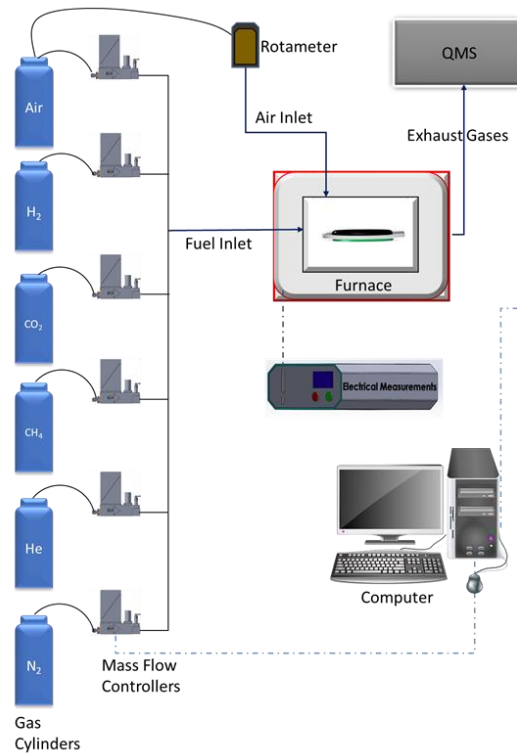 Rotameter
QMS
Air
Air Inlet
Exhaust Gases
H₂
Fuel Inlet
Furnace
CO₂
Electrical Measurements
CH₄
He
Computer
N₂
Mass Flow
Controllers
Gas
Cylinders